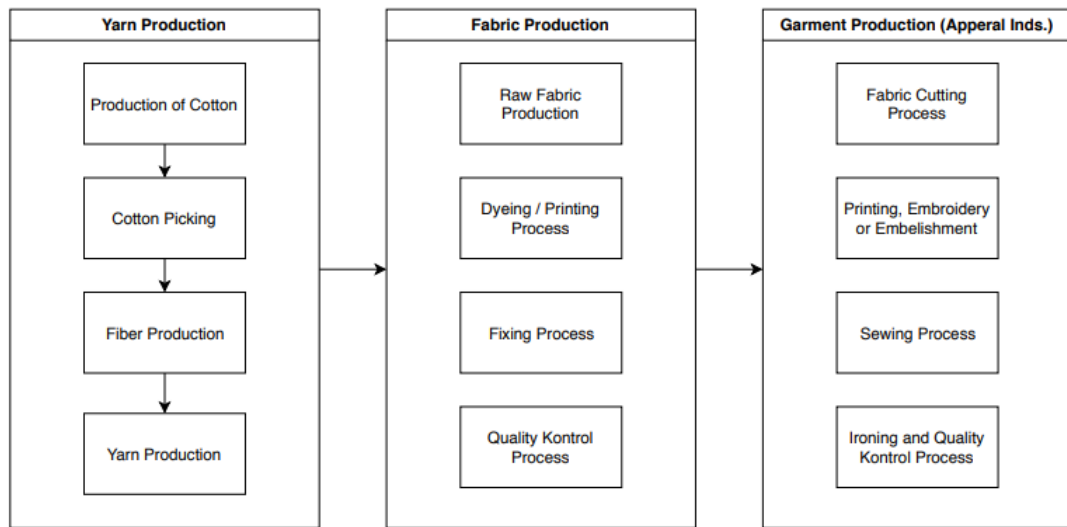 Yarn Production
Production of Cotton
Cotton Picking
Fiber Production
Yarn Production
Fabric Production
Raw Fabric
Production
Dyeing / Printing
Process
Fixing Process
Quality Kontrol
Process
Garment Production (Apperal Inds.)
Fabric Cutting
Process
Printing, Embroidery
or Embelishment
Sewing Process
Ironing and Quality
Kontrol Process